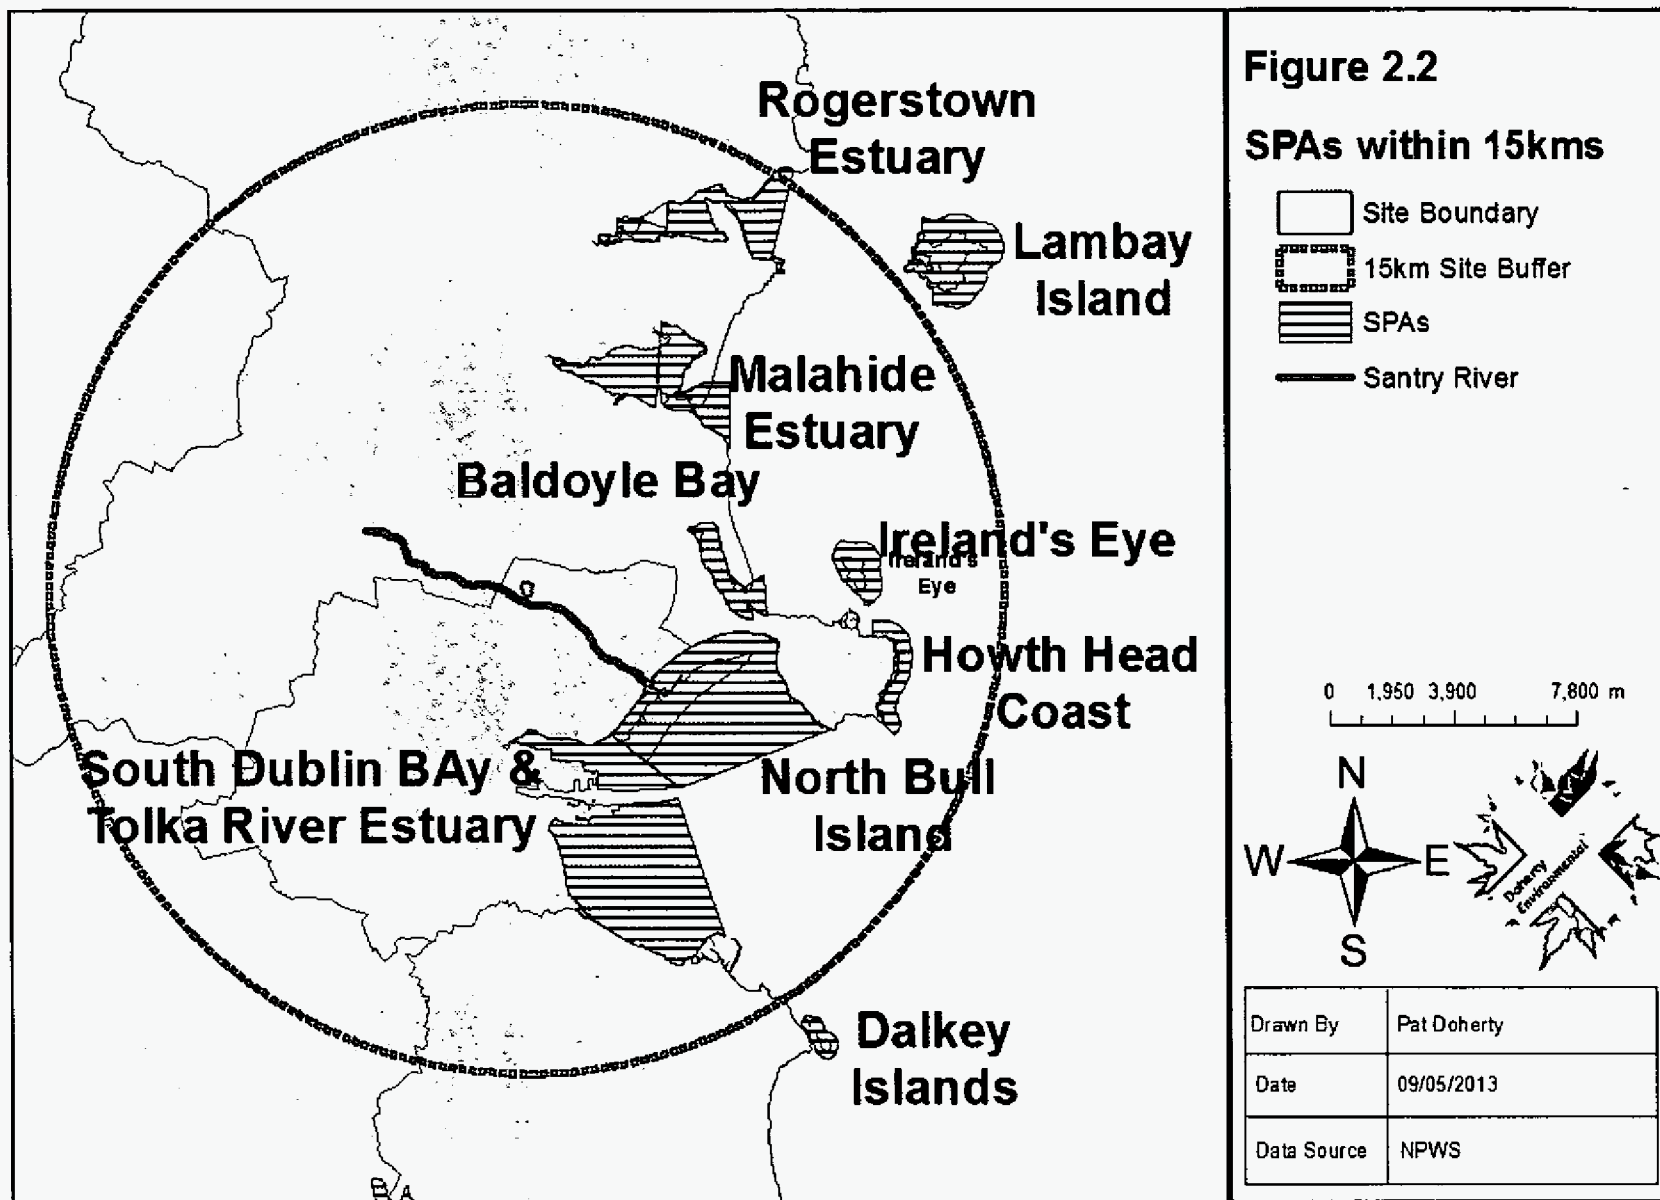 Rogerstown
Estuary
Lambay
Island
Malahide
Estuary
Baldoyle Bay
Ireland's Eye
Ireland's
Eye
Howth Head
Coast
South Dublin BAy &
Tolka River Estuary
North Bull
Island
Dalkey
Islands
Figure 2.2
SPAs within 15kms
Site Boundary
15km Site Buffer
SPAs
Santry River
0 1,950 3,900 7,800 m
N
W E
S
Doherty
Environmental
Drawn By Pat Doherty
Date 09/05/2013
Data Source NPWS